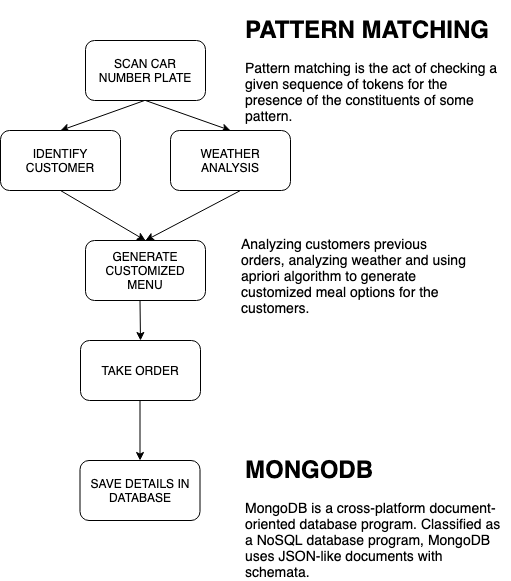 PATTERN MATCHING
SCAN CAR
NUMBER PLATE
Pattern matching is the act of checking a
given sequence of tokens for the
presence of the constituents of some
pattern.
IDENTIFY
CUSTOMER
WEATHER
ANALYSIS
GENERATE
CUSTOMIZED
MENU
Analyzing customers previous
orders, analyzing weather and using
apriori algorithm to generate
customized meal options for the
customers.
TAKE ORDER
SAVE DETAILS IN
DATABASE
MONGODB
MongoDB is a cross-platform document-
oriented database program. Classified as
a NoSQL database program, MongoDB
uses JSON-like documents with
schemata.